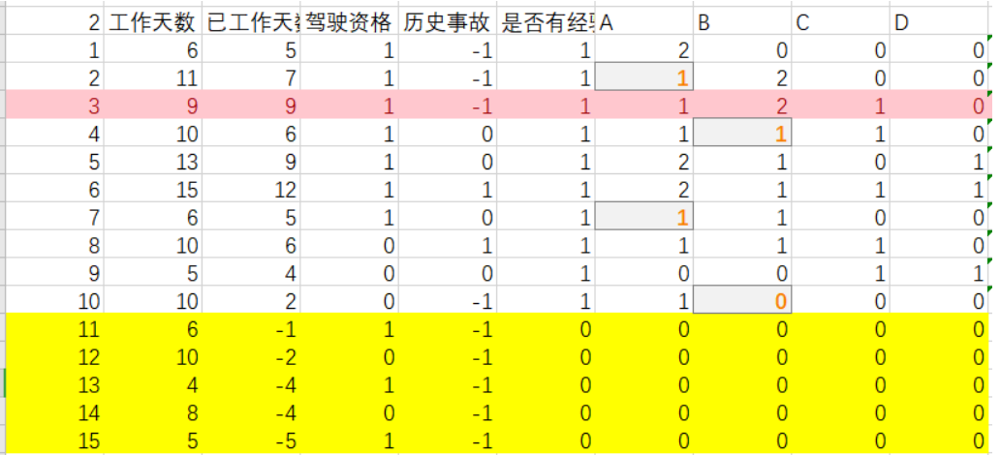 2 工作天数 已工作天数 驾驶资格 历史事故 是否有经验 A B C D
1 6 5 1 -1 1 2 0 0 0
2 11 7 1 -1 1 1 2 0 0
3 9 9 1 -1 1 1 2 1 0
4 10 6 1 0 1 1 1 1 0
5 13 9 1 0 1 2 1 0 1
6 15 12 1 1 1 2 1 1 1
7 6 5 1 0 1 1 1 0 0
8 10 6 0 1 1 1 1 1 0
9 5 4 0 0 1 0 0 1 1
10 10 2 0 -1 1 1 0 0 0
11 6 -1 1 -1 0 0 0 0 0
12 10 -2 0 -1 0 0 0 0 0
13 4 -4 1 -1 0 0 0 0 0
14 8 -4 0 -1 0 0 0 0 0
15 5 -5 1 -1 0 0 0 0 0